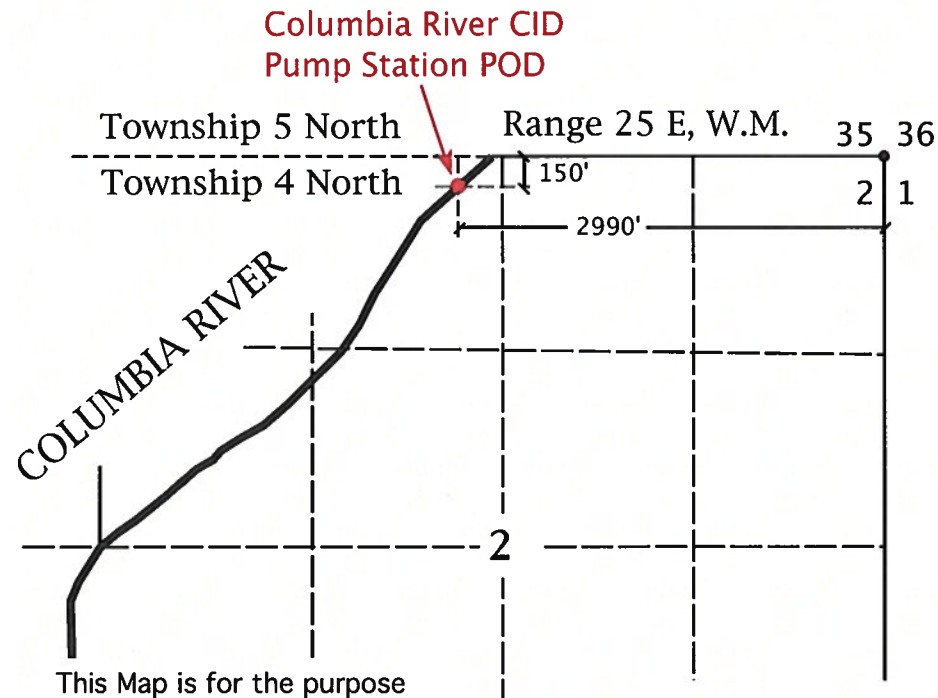 Columbia River CID
Pump Station POD
Township 5 North
Range 25 E, W.M.
35 36
Township 4 North
150'
2 1
2990'
COLUMBIA RIVER
2
This Map is for the purpose